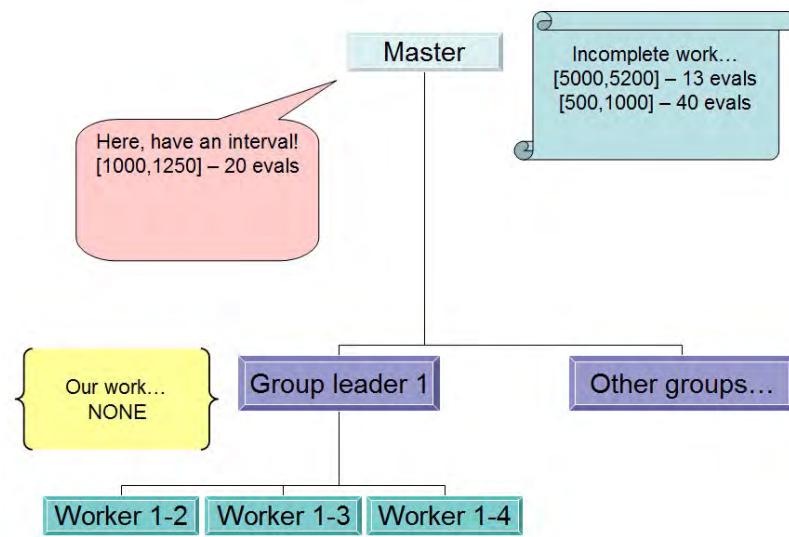 Master
Incomplete work…
[5000,5200] – 13 evals
[500,1000] – 40 evals
Here, have an interval!
[1000,1250] – 20 evals
Our work…
NONE
Group leader 1
Other groups…
Worker 1-2
Worker 1-3
Worker 1-4